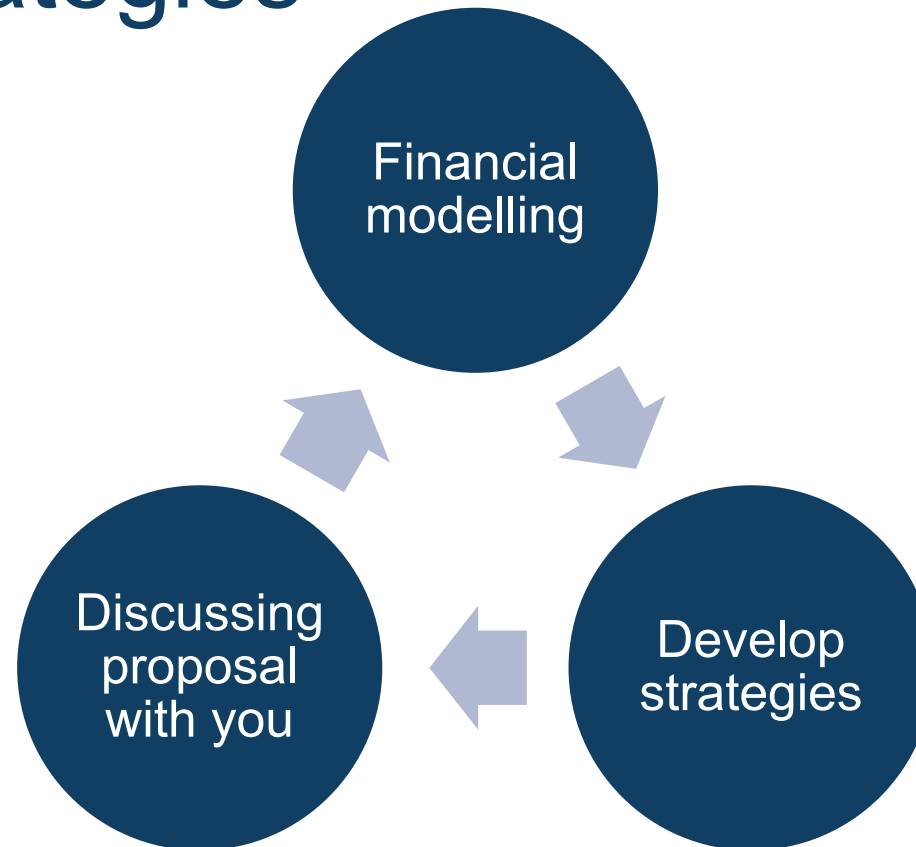 Financial
modelling
Develop
strategies
Discussing
proposal
with you